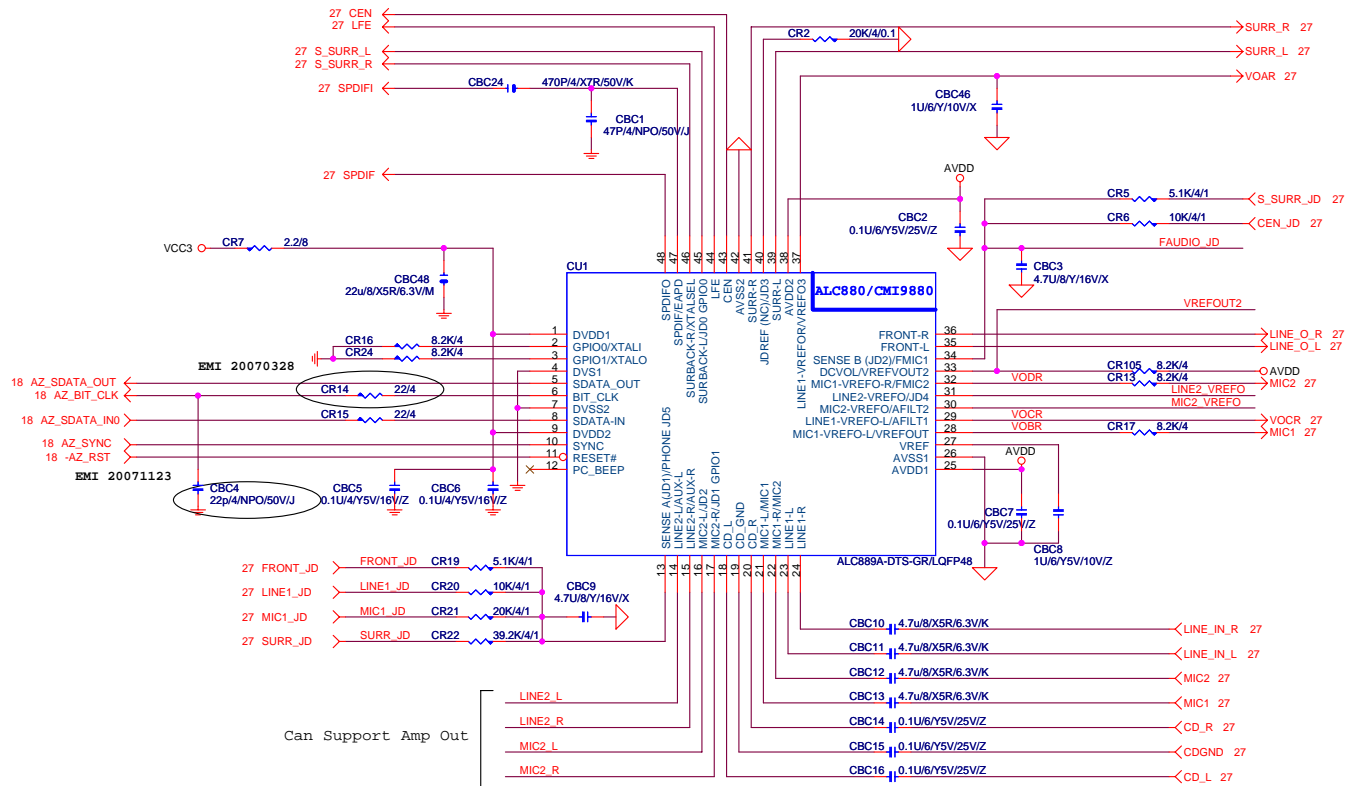 27 CEN
27 LFE
27 S_SURR_L
27 S_SURR_R
27 SPDIFI
CBC24
470P/4/X7R/50V/K
CBC1
47P/4/NPO/50V/J
27 SPDIF
CR2
20K/4/0.1
SURR_R 27
SURR_L 27
VOAR 27
CBC46
1U/6/Y/10V/X
AVDD
CBC2
0.1U/6/Y5V/25V/Z
CR5
5.1K/4/1
S_SURR_JD 27
CR6
10K/4/1
CEN_JD 27
FAUDIO_JD
CBC3
4.7U/8/Y/16V/X
VREFOUT2
VCC3
CR7
2.2/8
CBC48
22u/8/X5R/6.3V/M
CU1
ALC880/CMI9880
48
47
46
45
44
43
42
41
40
39
38
37
SPDIFO
SPDIF/EAPD
SURBACK-R/XTALSEL
SURBACK-L/JD0 GPIO0
LFE
CEN
AVSS2
SURR-R
JDREF (NC)/JD3
SURR-L
AVDD2
LINE1-VREFOR/VREFO3
1
DVDD1
2
GPIO0/XTALI
3
GPIO1/XTALO
4
DVS1
5
SDATA_OUT
6
BIT_CLK
7
DVSS2
8
SDATA-IN
9
DVDD2
10
SYNC
11
RESET#
12
PC_BEEP
FRONT-R
36
FRONT-L
35
SENSE B (JD2)/FMIC1
34
DCVOL/VREFVOUT2
33
MIC1-VREFO-R/FMIC2
32
LINE2-VREFO/JD4
31
MIC2-VREFO/AFILT2
30
LINE1-VREFO-L/AFILT1
29
MIC1-VREFO-L/VREFOUT
28
VREF
27
AVSS1
26
AVDD1
25
SENSE A(JD1)/PHONE JD5
LINE2-L/AUX-L
LINE2-R/AUX-R
MIC2-L/JD2
MIC2-R/JD1 GPIO1
CD_L
CD_GND
CD_R
MIC1-L/MIC1
MIC1-R/MIC2
LINE1-L
LINE1-R
13
14
15
16
17
18
19
20
21
22
23
24
ALC889A-DTS-GR/LQFP48
CR16
8.2K/4
CR24
8.2K/4
EMI 20070328
18 AZ_SDATA_OUT
18 AZ_BIT_CLK
CR14
22/4
18 AZ_SDATA_IN0
CR15
22/4
18 AZ_SYNC
18 -AZ_RST
EMI 20071123
CBC4
22p/4/NPO/50V/J
CBC5
0.1U/4/Y5V/16V/Z
CBC6
0.1U/4/Y5V/16V/Z
LINE_O_R 27
LINE_O_L 27
CR105
8.2K/4
AVDD
VODR
CR13
8.2K/4
MIC2 27
LINE2_VREFO
MIC2_VREFO
VOCR 27
VOBR
CR17
8.2K/4
MIC1 27
AVDD
CBC7
0.1U/6/Y5V/25V/Z
CBC8
1U/6/Y5V/10V/Z
27 FRONT_JD
FRONT_JD
CR19
5.1K/4/1
27 LINE1_JD
LINE1_JD
CR20
10K/4/1
27 MIC1_JD
MIC1_JD
CR21
20K/4/1
27 SURR_JD
SURR_JD
CR22
39.2K/4/1
CBC9
4.7U/8/Y/16V/X
CBC10
4.7u/8/X5R/6.3V/K
LINE_IN_R 27
CBC11
4.7u/8/X5R/6.3V/K
LINE_IN_L 27
CBC12
4.7u/8/X5R/6.3V/K
MIC2 27
CBC13
4.7u/8/X5R/6.3V/K
MIC1 27
CBC14
0.1U/6/Y5V/25V/Z
CD_R 27
CBC15
0.1U/6/Y5V/25V/Z
CDGND 27
CBC16
0.1U/6/Y5V/25V/Z
CD_L 27
Can Support Amp Out
LINE2_L
LINE2_R
MIC2_L
MIC2_R